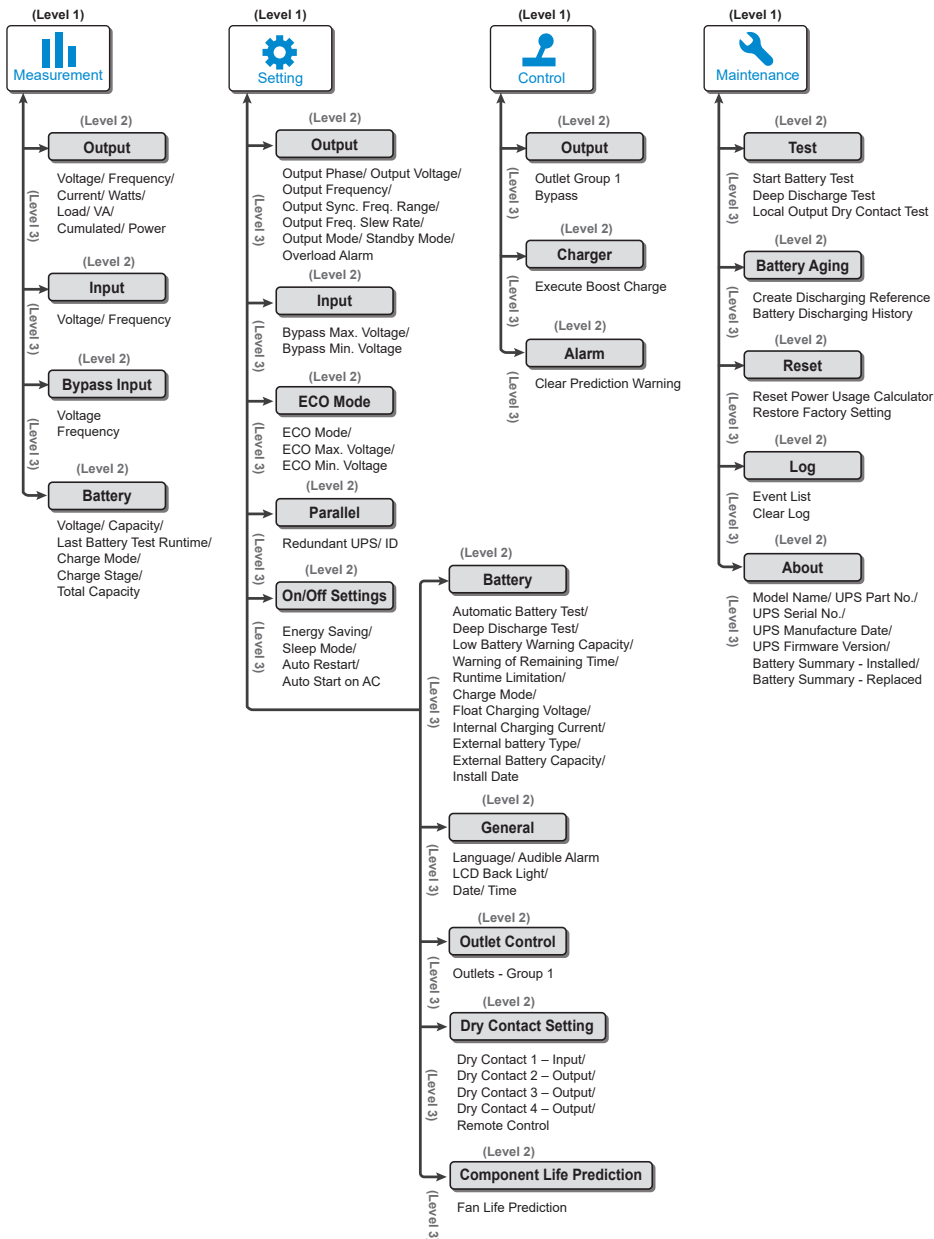 (Level 1)
Measurement
(Level 2)
Output
(Level 3)
Voltage/ Frequency/
Current/ Watts/
Load/ VA/
Cumulated/ Power
(Level 2)
Input
(Level 3)
Voltage/ Frequency
(Level 2)
Bypass Input
(Level 3)
Voltage
Frequency
(Level 2)
Battery
Voltage/ Capacity/
Last Battery Test Runtime/
Charge Mode/
Charge Stage/
Total Capacity
(Level 1)
Setting
(Level 2)
Output
(Level 3)
Output Phase/ Output Voltage/
Output Frequency/
Output Sync. Freq. Range/
Output Freq. Slew Rate/
Output Mode/ Standby Mode/
Overload Alarm
(Level 2)
Input
(Level 3)
Bypass Max. Voltage/
Bypass Min. Voltage
(Level 2)
ECO Mode
(Level 3)
ECO Mode/
ECO Max. Voltage/
ECO Min. Voltage
(Level 2)
Parallel
(Level 3)
Redundant UPS/ ID
(Level 2)
On/Off Settings
(Level 3)
Energy Saving/
Sleep Mode/
Auto Restart/
Auto Start on AC
(Level 2)
Battery
(Level 3)
Automatic Battery Test/
Deep Discharge Test/
Low Battery Warning Capacity/
Warning of Remaining Time/
Runtime Limitation/
Charge Mode/
Float Charging Voltage/
Internal Charging Current/
External battery Type/
External Battery Capacity/
Install Date
(Level 2)
General
(Level 3)
Language/ Audible Alarm
LCD Back Light/
Date/ Time
(Level 2)
Outlet Control
(Level 3)
Outlets - Group 1
(Level 2)
Dry Contact Setting
(Level 3)
Dry Contact 1 – Input/
Dry Contact 2 – Output/
Dry Contact 3 – Output/
Dry Contact 4 – Output/
Remote Control
(Level 2)
Component Life Prediction
(Level 3
Fan Life Prediction
(Level 1)
Control
(Level 2)
Output
(Level 3)
Outlet Group 1
Bypass
(Level 2)
Charger
(Level 3)
Execute Boost Charge
(Level 2)
Alarm
(Level 3)
Clear Prediction Warning
(Level 1)
Maintenance
(Level 2)
Test
(Level 3)
Start Battery Test
Deep Discharge Test
Local Output Dry Contact Test
(Level 2)
Battery Aging
(Level 3)
Create Discharging Reference
Battery Discharging History
(Level 2)
Reset
(Level 3)
Reset Power Usage Calculator
Restore Factory Setting
(Level 2)
Log
(Level 3)
Event List
Clear Log
(Level 2)
About
(Level 3)
Model Name/ UPS Part No./
UPS Serial No./
UPS Manufacture Date/
UPS Firmware Version/
Battery Summary - Installed/
Battery Summary - Replaced